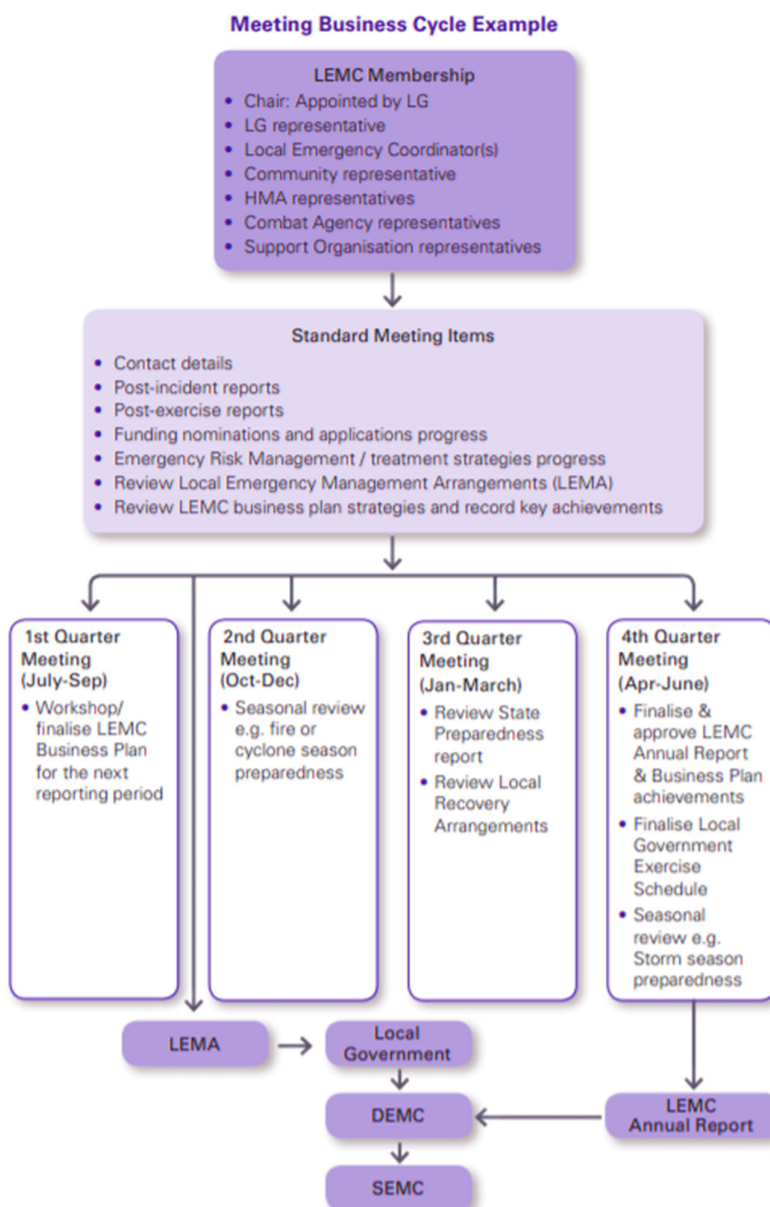 Meeting Business Cycle Example
LEMC Membership
• Chair: Appointed by LG
• LG representative
• Local Emergency Coordinator(s)
• Community representative
• HMA representatives
• Combat Agency representatives
• Support Organisation representatives
Standard Meeting Items
• Contact details
• Post-incident reports
• Post-exercise reports
• Funding nominations and applications progress
• Emergency Risk Management / treatment strategies progress
• Review Local Emergency Management Arrangements (LEMA)
• Review LEMC business plan strategies and record key achievements
1st Quarter
Meeting
(July-Sep)
• Workshop/
finalise LEMC
Business Plan
for the next
reporting period
2nd Quarter
Meeting
(Oct-Dec)
• Seasonal review
e.g. fire or
cyclone season
preparedness
3rd Quarter
Meeting
(Jan-March)
• Review State
Preparedness
report
• Review Local
Recovery
Arrangements
4th Quarter
Meeting
(Apr-June)
• Finalise &
approve LEMC
Annual Report
& Business Plan
achievements
• Finalise Local
Government
Exercise
Schedule
• Seasonal
review e.g.
Storm season
preparedness
LEMA
Local
Government
DEMC
LEMC
Annual Report
SEMC